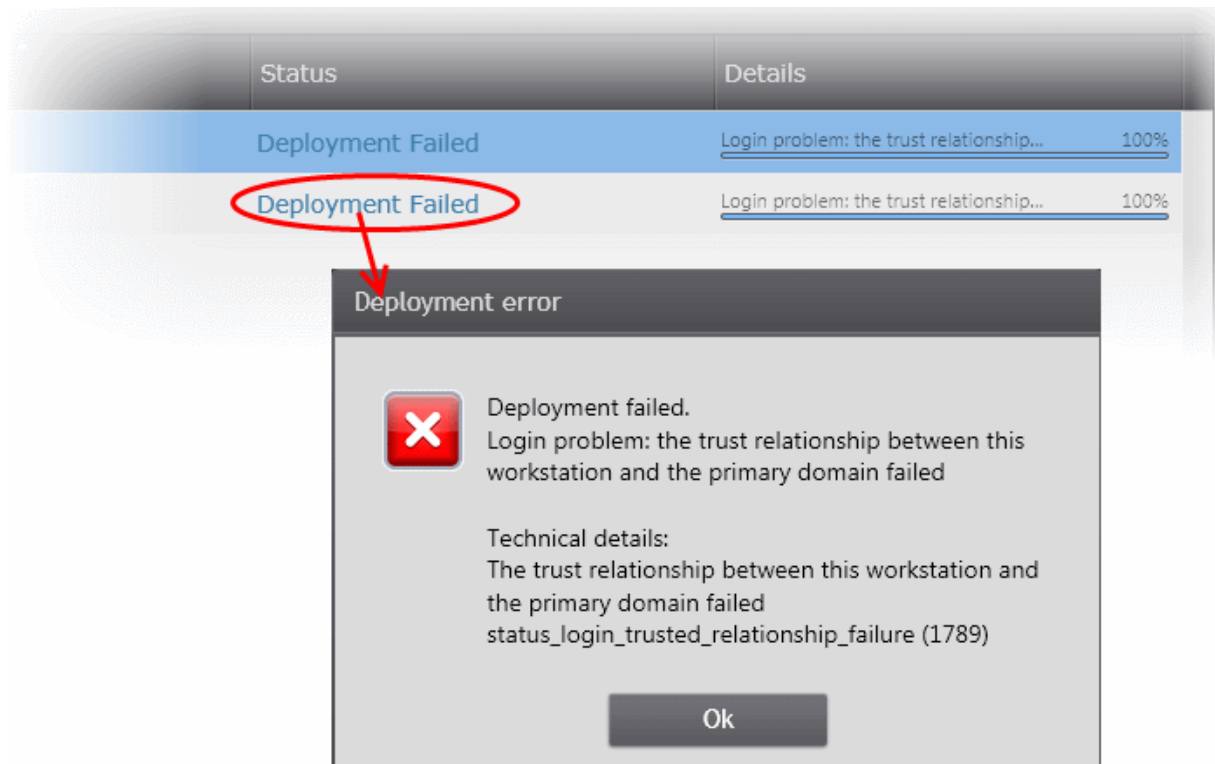 Status Details
Deployment Failed Login problem: the trust relationship... 100%
Deployment Failed Login problem: the trust relationship... 100%
Deployment error
Deployment failed.
Login problem: the trust relationship between this
workstation and the primary domain failed
Technical details:
The trust relationship between this workstation and
the primary domain failed
status_login_trusted_relationship_failure (1789)
Ok